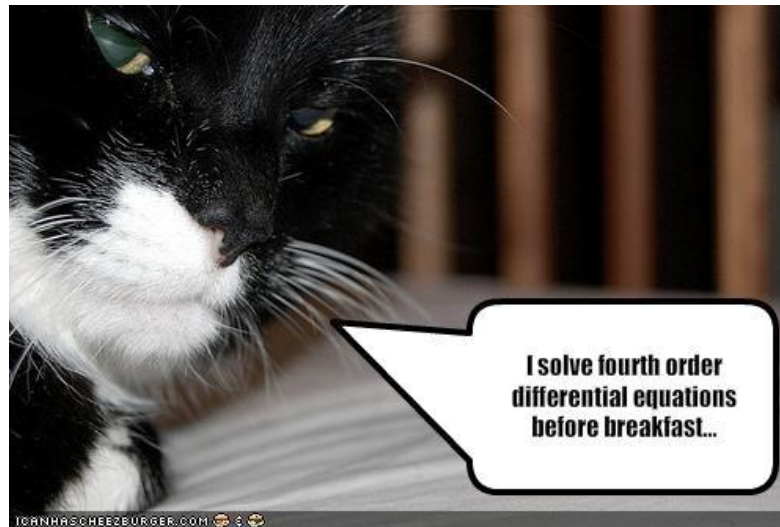 I solve fourth order
differential equations
before breakfast...
ICANHASCHEEZBURGER.COM